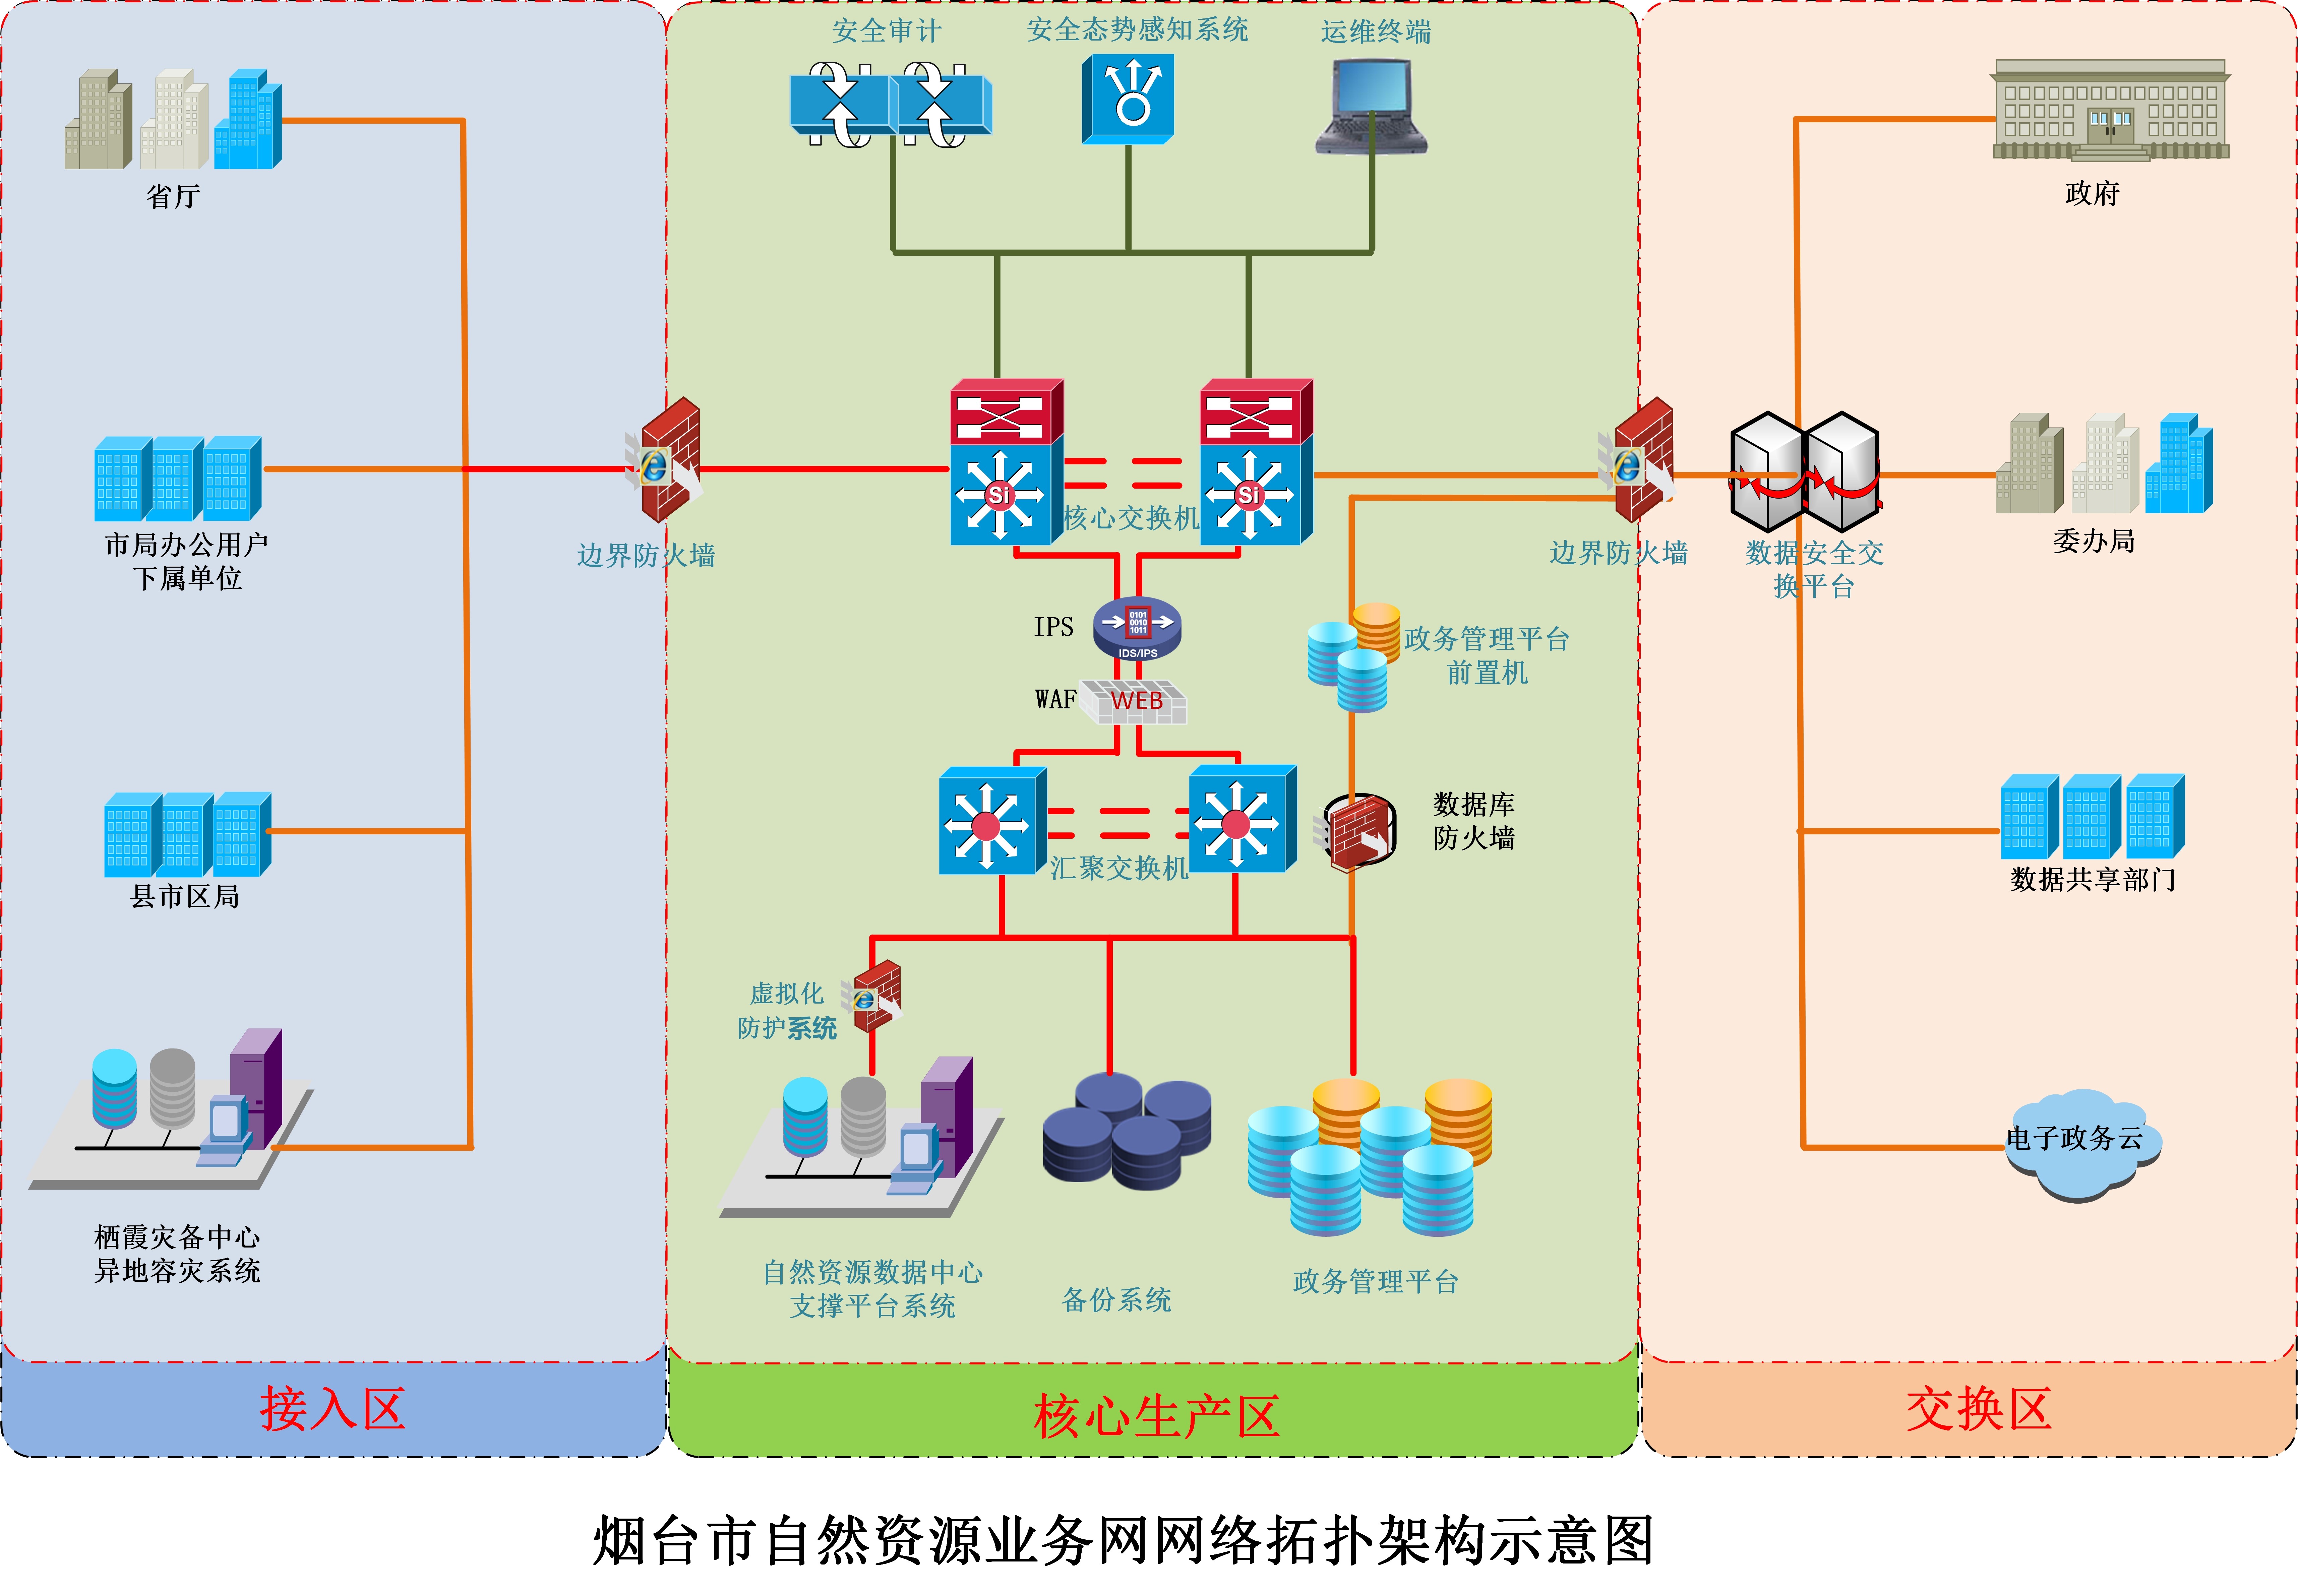 安全审计
安全态势感知系统
运维终端
省厅
政府
Si
Si
核心交换机
市局办公用户
下属单位
边界防火墙
边界防火墙
数据安全交
换平台
委办局
IPS
0101
0010
1011
IDS/IPS
政务管理平台
前置机
WAF
WEB
数据库
防火墙
汇聚交换机
县市区局
数据共享部门
虚拟化
防护系统
电子政务云
栖霞灾备中心
异地容灾系统
自然资源数据中心
支撑平台系统
备份系统
政务管理平台
接入区
核心生产区
交换区
烟台市自然资源业务网网络拓扑架构示意图